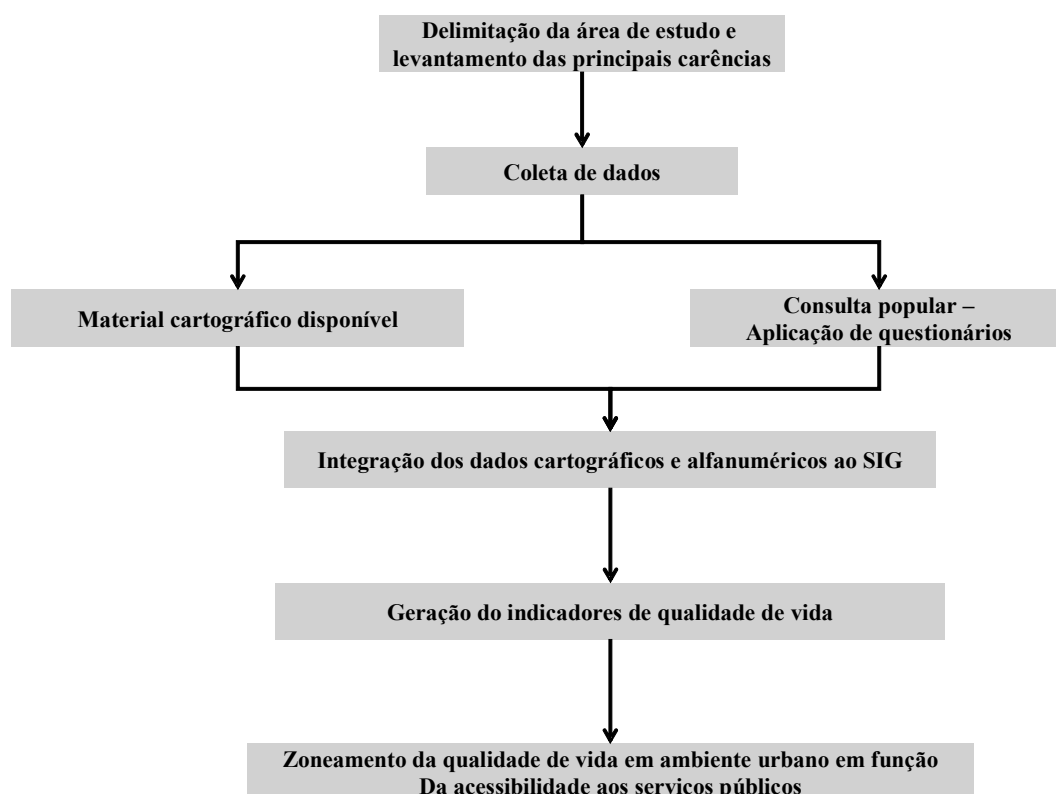 Delimitação da área de estudo e
levantamento das principais carências
Coleta de dados
Material cartográfico disponível
Consulta popular –
Aplicação de questionários
Integração dos dados cartográficos e alfanuméricos ao SIG
Geração do indicadores de qualidade de vida
Zoneamento da qualidade de vida em ambiente urbano em função
Da acessibilidade aos serviços públicos